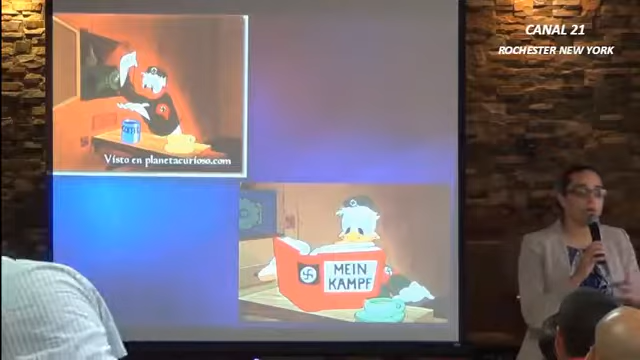 CANAL 21
ROCHESTER NEW YORK
Visto en planetacurioso.com
MEIN
KAMPF